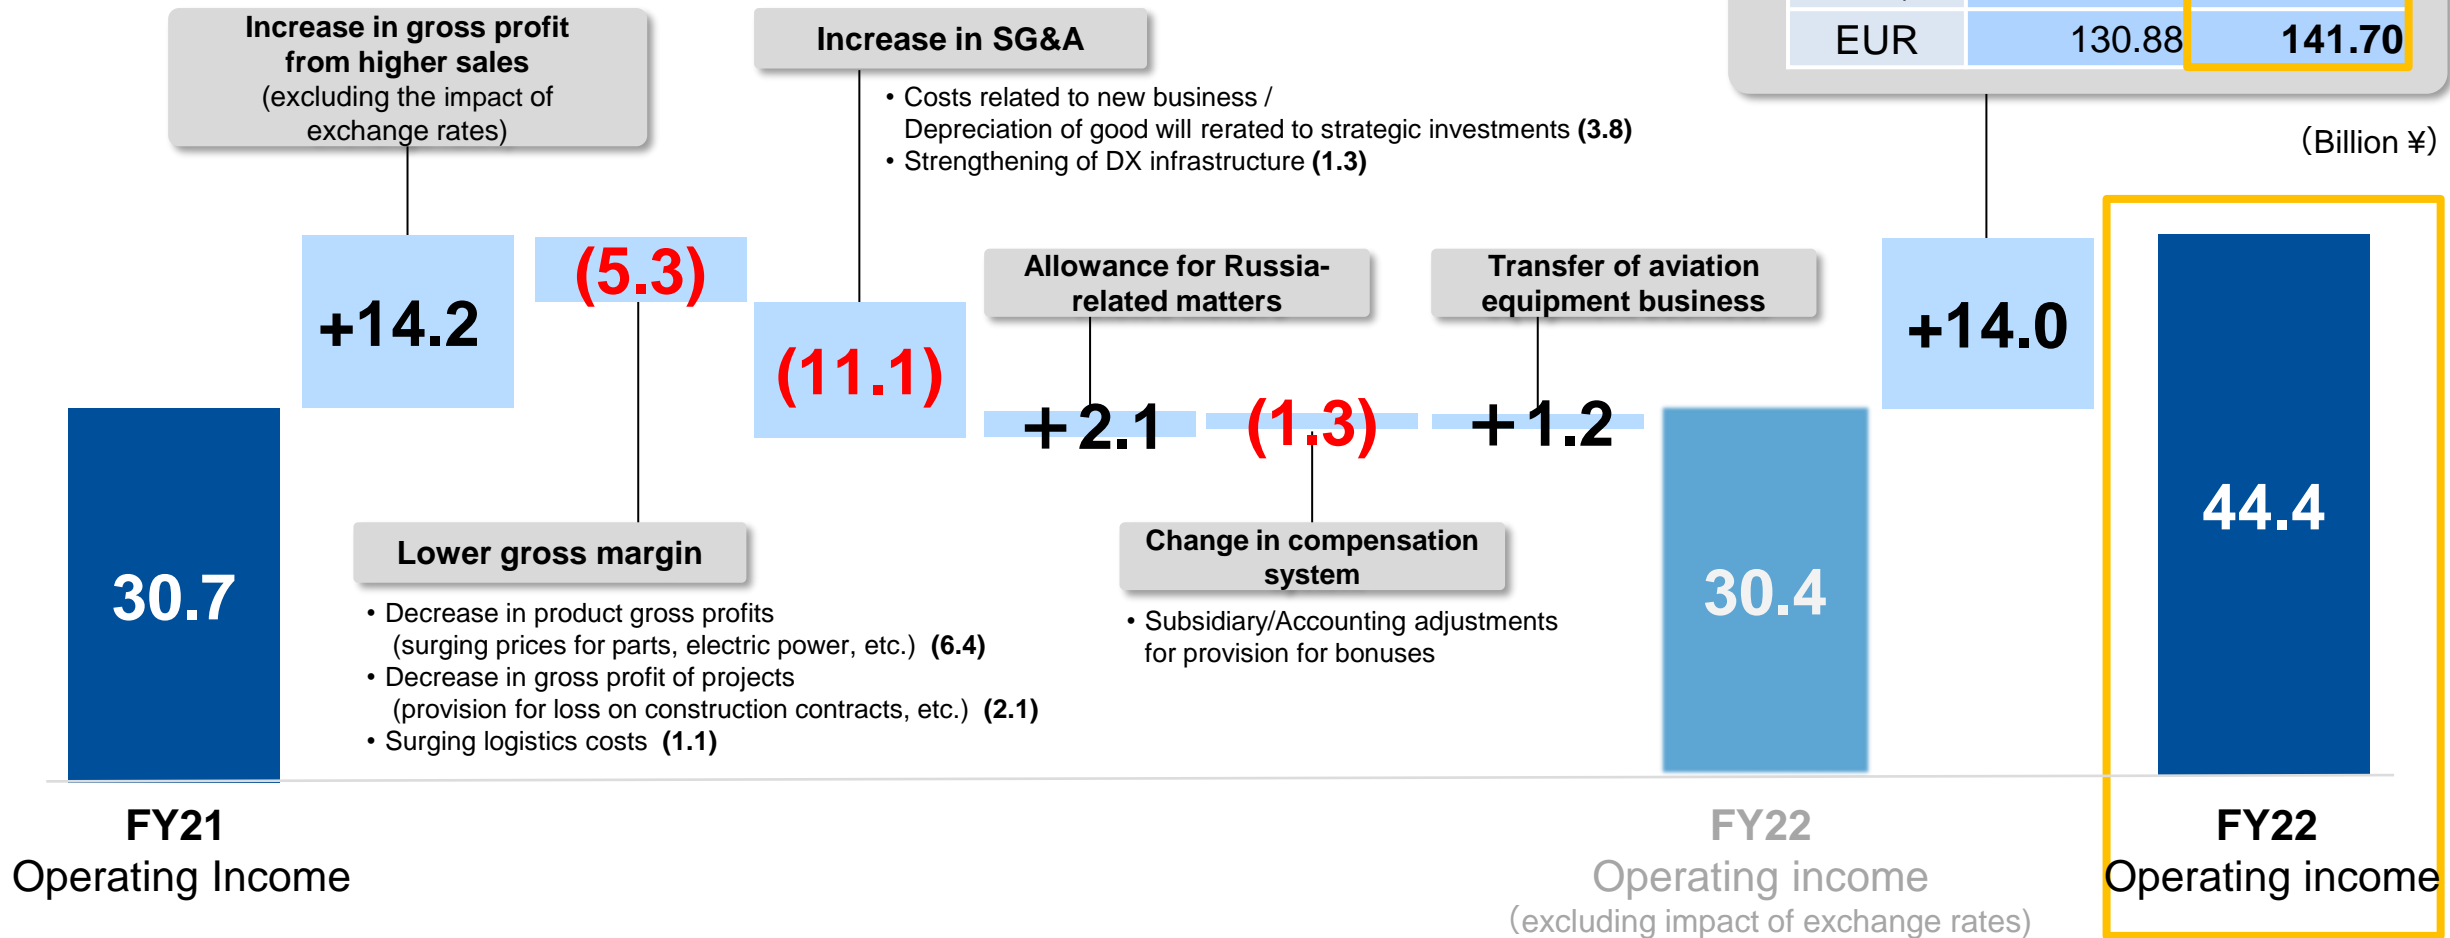 Increase in gross profit
from higher sales
(excluding the impact of
exchange rates)
Increase in SG&A
• Costs related to new business /
Depreciation of good will rerated to strategic investments (3.8)
• Strengthening of DX infrastructure (1.3)
EUR 130.88 141.70
(Billion ¥)
+14.2
(5.3)
(11.1)
Allowance for Russia-
related matters
+2.1
(1.3)
Transfer of aviation
equipment business
+1.2
+14.0
30.7
Lower gross margin
• Decrease in product gross profits
(surging prices for parts, electric power, etc.) (6.4)
• Decrease in gross profit of projects
(provision for loss on construction contracts, etc.) (2.1)
• Surging logistics costs (1.1)
Change in compensation
system
• Subsidiary/Accounting adjustments
for provision for bonuses
30.4
44.4
FY21
Operating Income
FY22
Operating income
(excluding impact of exchange rates)
FY22
Operating income